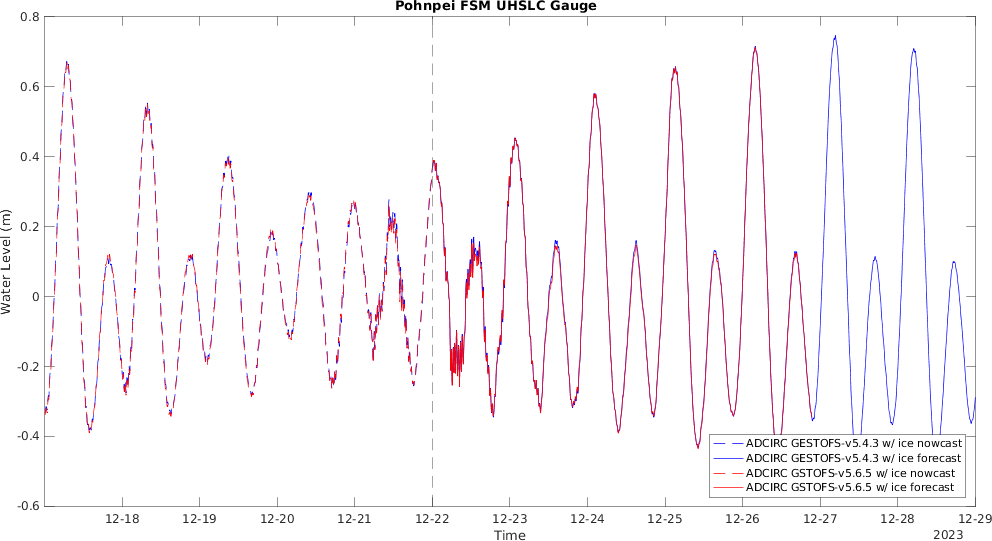 Pohnpei FSM UHSLC Gauge
Water Level (m)
0.8
0.6
0.4
0.2
0
-0.2
-0.4
-0.6
ADCIRC GESTOFS-v5.4.3 w/ ice nowcast
ADCIRC GESTOFS-v5.4.3 w/ ice forecast
ADCIRC GSTOFS-v5.6.5 w/ ice nowcast
ADCIRC GSTOFS-v5.6.5 w/ ice forecast
12-18 12-19 12-20 12-21 12-22 12-23 12-24 12-25 12-26 12-27 12-28 12-29
Time 2023